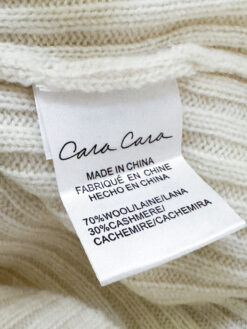 Cara Cara
MADE IN CHINA
FABRIQUÉ EN CHINE
HECHO EN CHINA
70%WOOL/LAINE/LANA
30%CASHMERE/
CACHEMIRE/CACHEMIRA